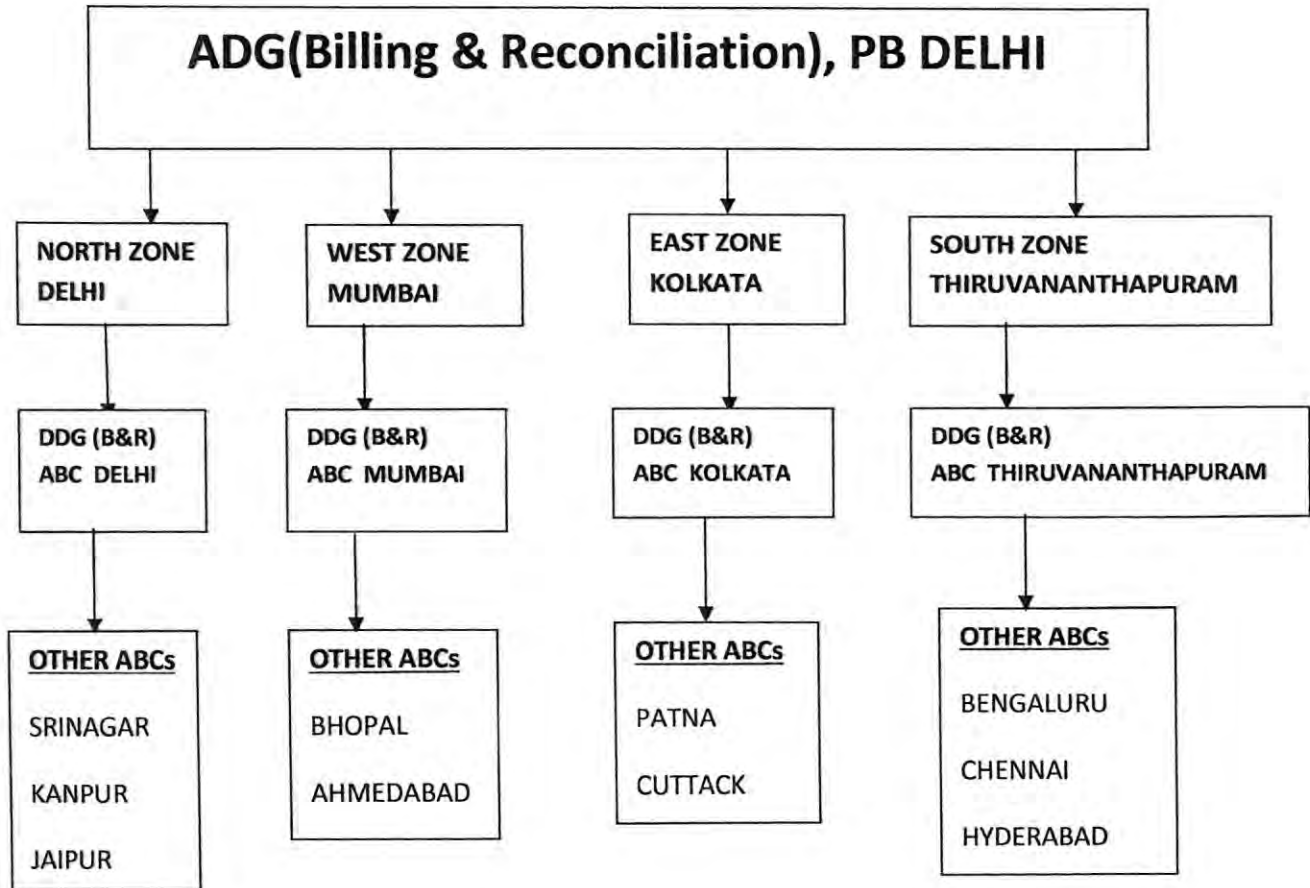 ADG(Billing & Reconciliation), PB DELHI
NORTH ZONE
DELHI
WEST ZONE
MUMBAI
EAST ZONE
KOLKATA
SOUTH ZONE
THIRUVANANTHAPURAM
DDG (B&R)
ABC DELHI
DDG (B&R)
ABC MUMBAI
DDG (B&R)
ABC KOLKATA
DDG (B&R)
ABC THIRUVANANTHAPURAM
OTHER ABCs
SRINAGAR
KANPUR
JAIPUR
OTHER ABCs
BHOPAL
AHMEDABAD
OTHER ABCs
PATNA
CUTTACK
OTHER ABCs
BENGALURU
CHENNAI
HYDERABAD